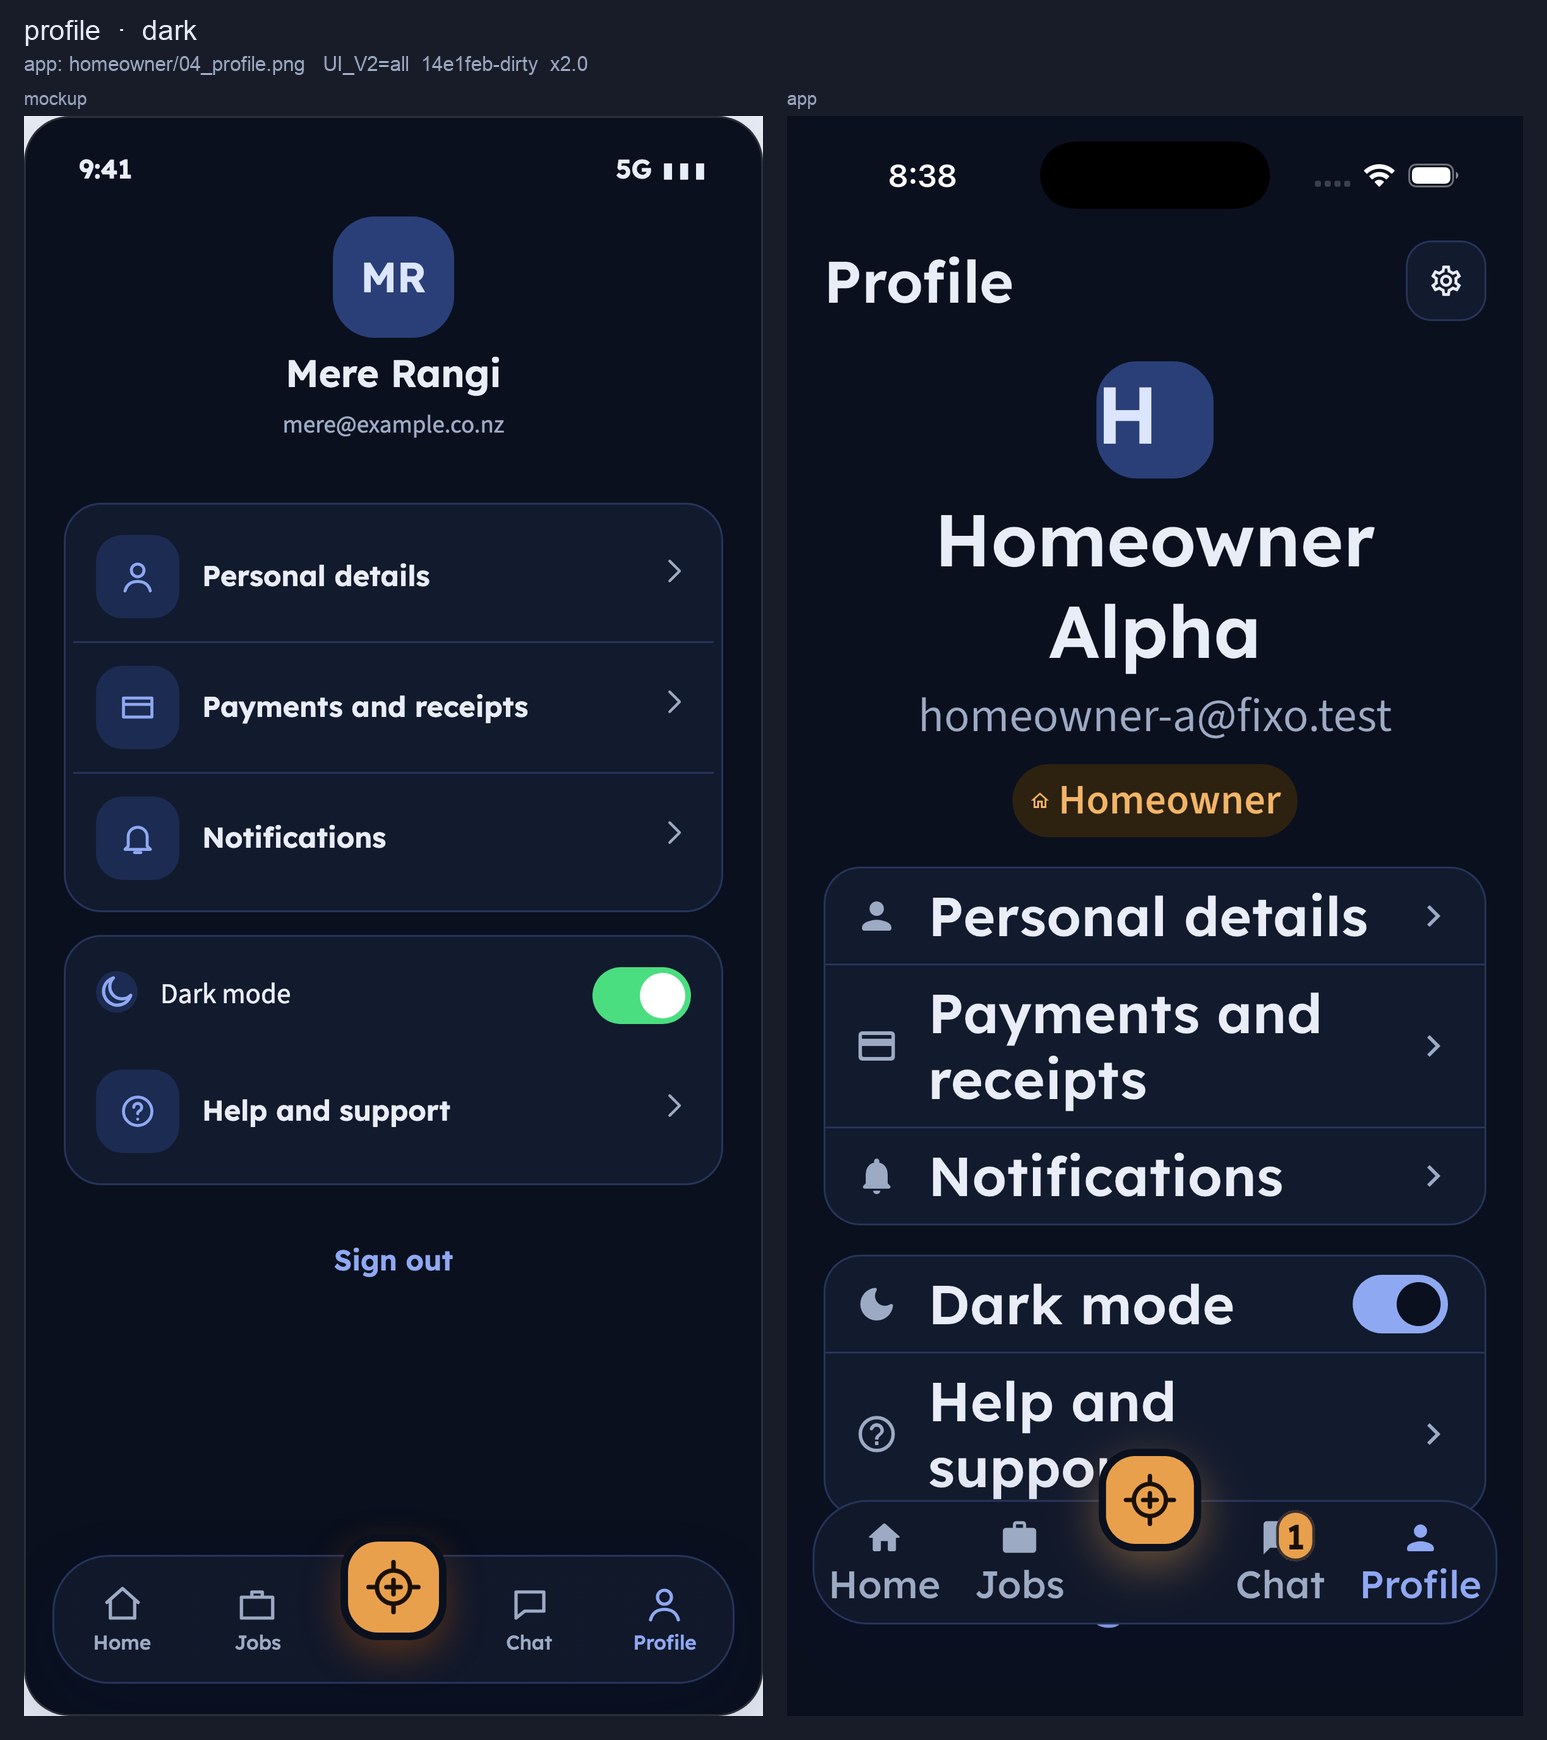 profile · dark
app: homeowner/04_profile.png UI_V2=all 14e1feb-dirty x2.0
mockup
9:41
5G
MR
Mere Rangi
mere@example.co.nz
Personal details
Payments and receipts
Notifications
Dark mode
Help and support
Sign out
Home
Jobs
Chat
Profile
app
8:38
Profile
H
Homeowner
Alpha
homeowner-a@fixo.test
Homeowner
Personal details
Payments and
receipts
Notifications
Dark mode
Help and
suppor
1
Home
Jobs
Chat
Profile